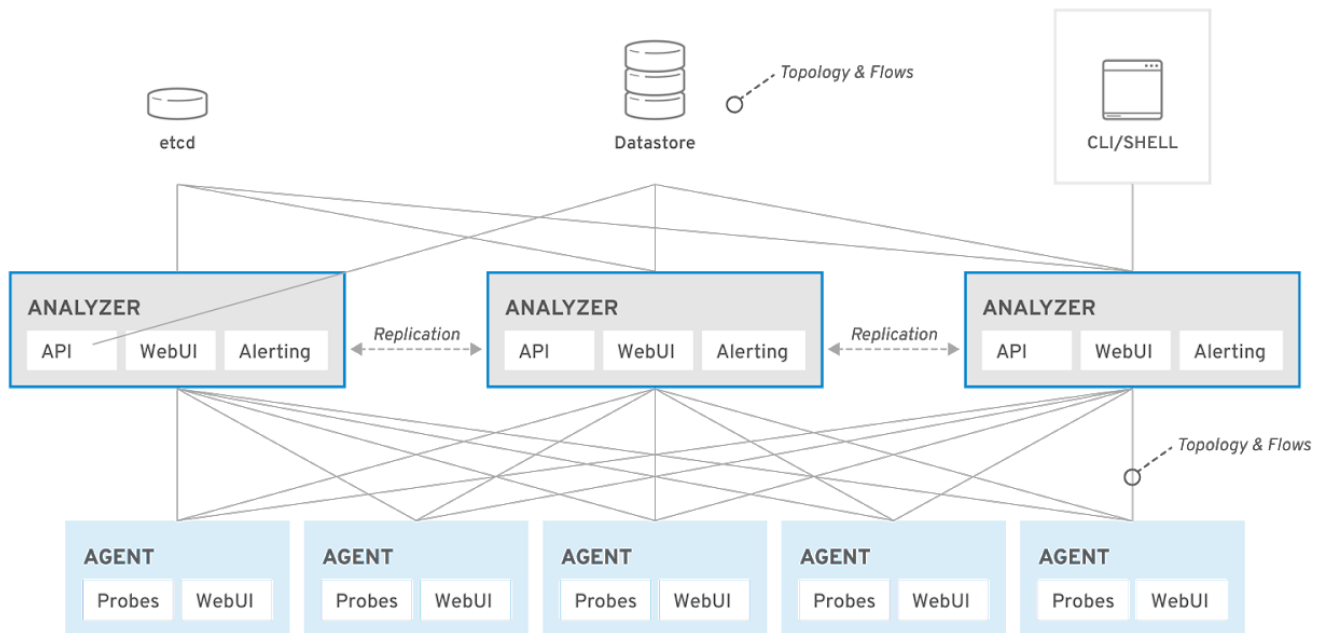 Topology & Flows
etcd
Datastore
CLI/SHELL
ANALYZER
API
WebUI
Alerting
Replication
ANALYZER
API
WebUI
Alerting
Replication
ANALYZER
API
WebUI
Alerting
Topology & Flows
AGENT
Probes
WebUI
AGENT
Probes
WebUI
AGENT
Probes
WebUI
AGENT
Probes
WebUI
AGENT
Probes
WebUI